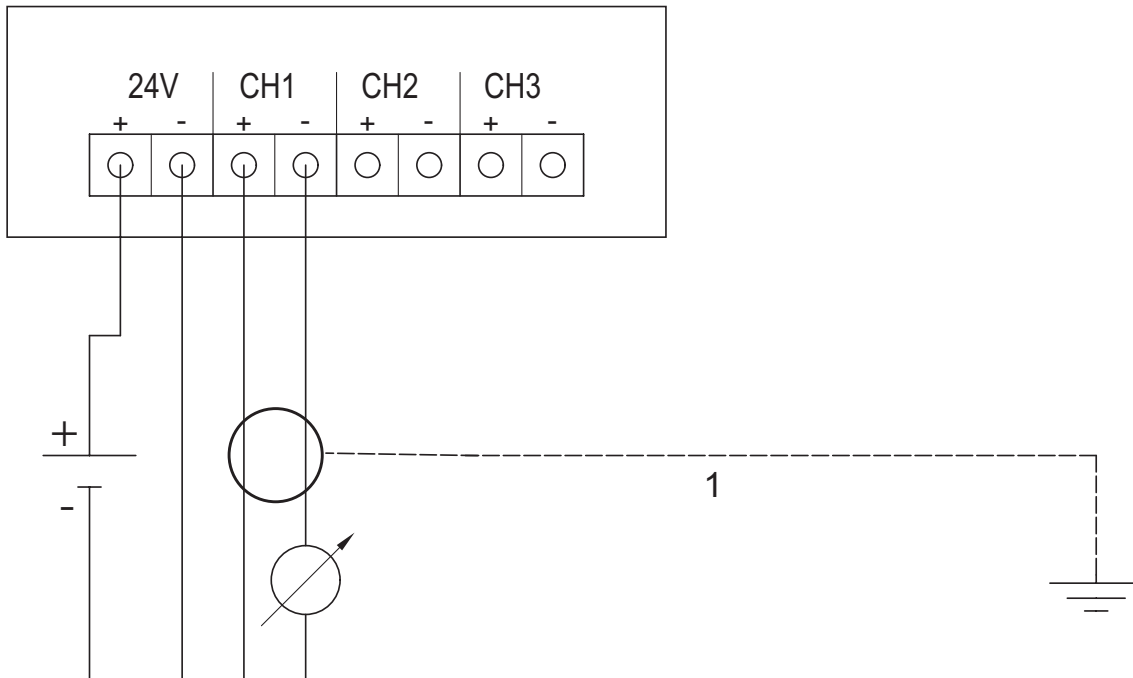 24V CH1 CH2 CH3
+ - + - + - + -
+
-
1